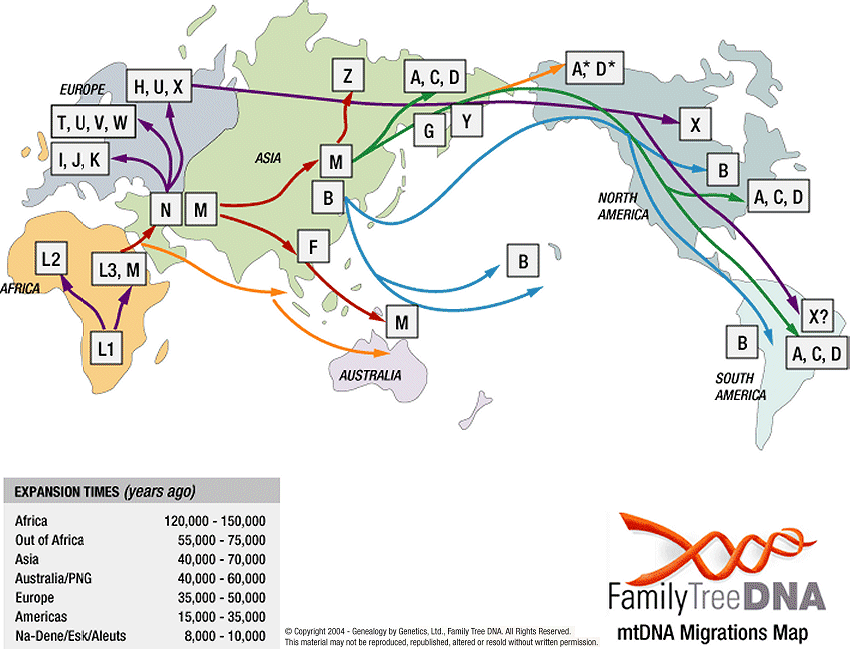 Z
A, C, D
A,* D*
EUROPE
H, U, X
T, U, V, W
G
Y
X
I, J, K
ASIA
M
B
B
NORTH
AMERICA
A, C, D
N
M
F
L2
L3, M
B
AFRICA
M
X?
L1
B
A, C, D
AUSTRALIA
SOUTH
AMERICA
EXPANSION TIMES (years ago)
Africa 120,000 - 150,000
Out of Africa 55,000 - 75,000
Asia 40,000 - 70,000
Australia/PNG 40,000 - 60,000
Europe 35,000 - 50,000
Americas 15,000 - 35,000
Na-Dene/Esk/Aleuts 8,000 - 10,000
FamilyTreeDNA
mtDNA Migrations Map
© Copyright 2004 - Genealogy by Genetics, Ltd., Family Tree DNA. All Rights Reserved.
This material may not be reproduced, republished, altered or resold without written permission.